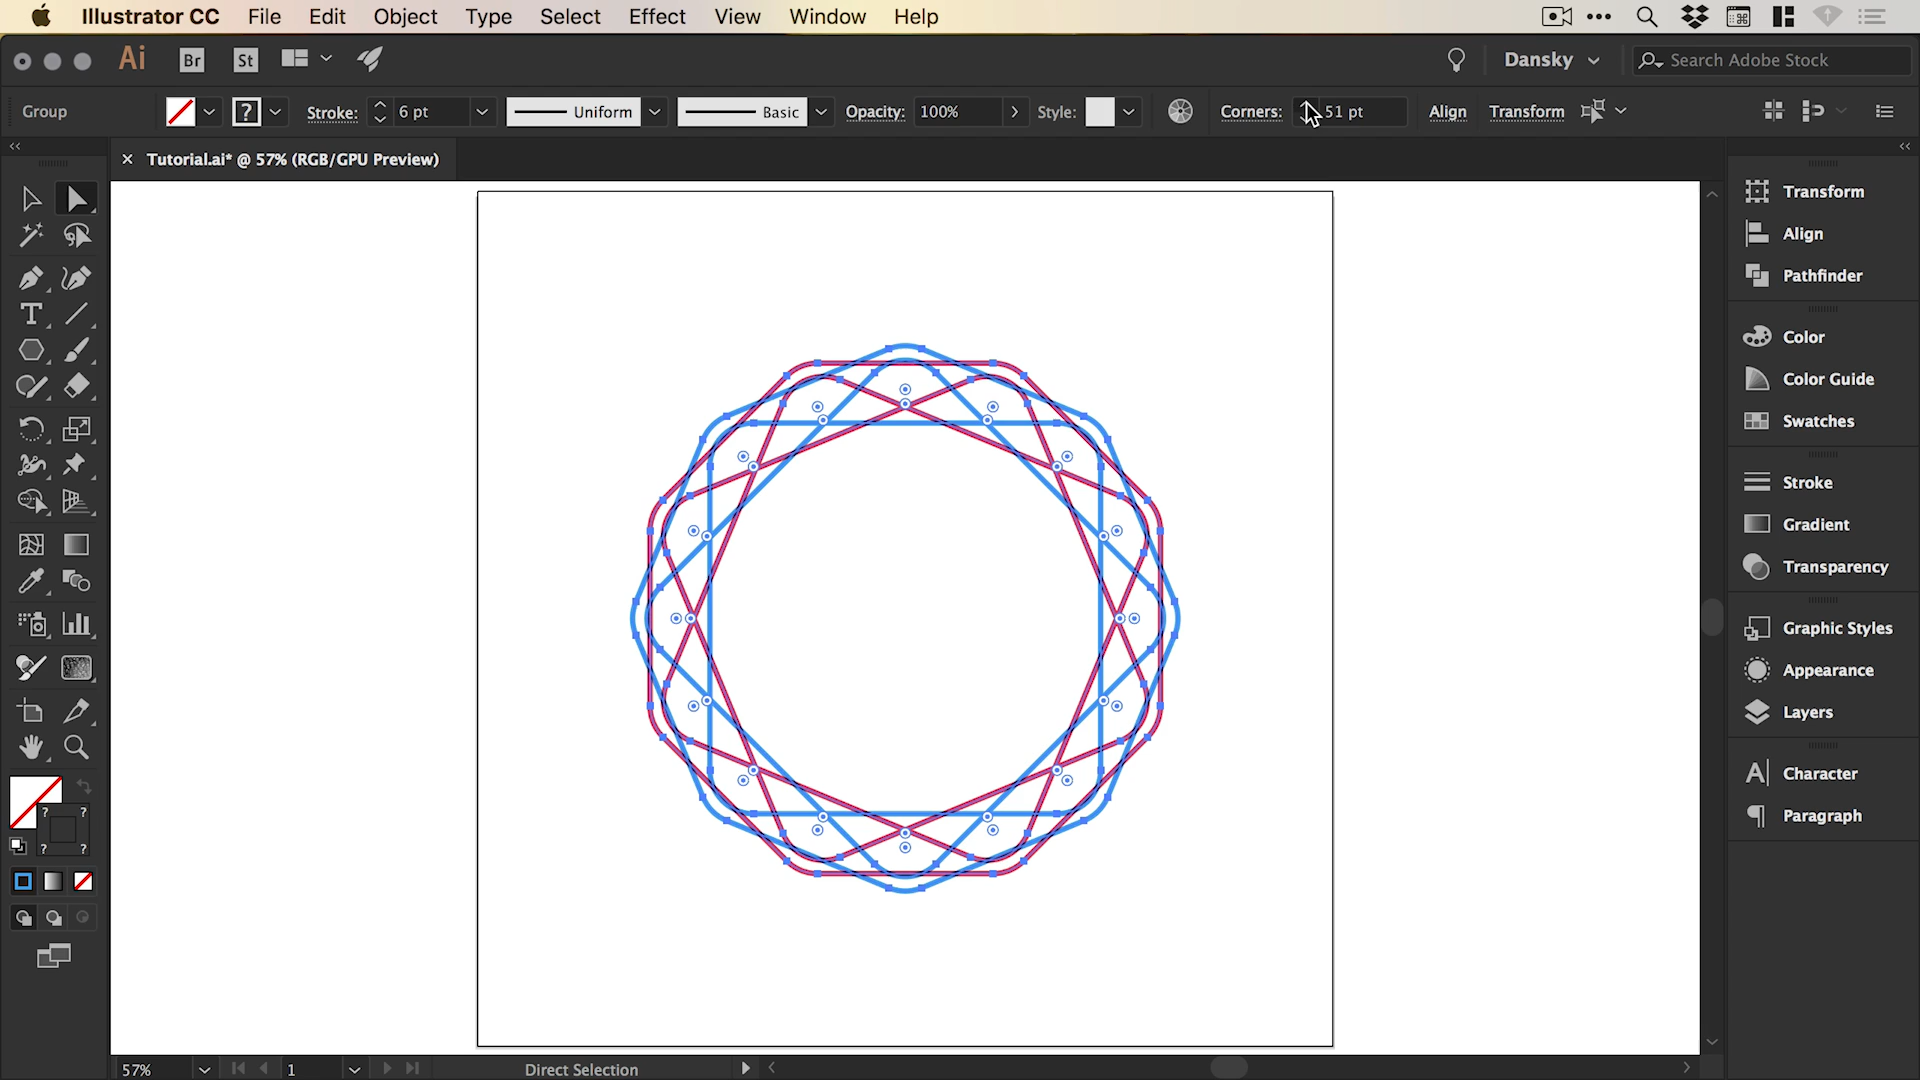 Illustrator CC File Edit Object Type Select Effect View Window Help
Ai Br St Dansky Search Adobe Stock
Group Stroke: 6 pt Uniform Basic Opacity: 100% Style: Corners: 51 pt Align Transform
Tutorial.ai* @ 57% (RGB/GPU Preview)
Transform
Align
Pathfinder
Color
Color Guide
Swatches
Stroke
Gradient
Transparency
Graphic Styles
Appearance
Layers
Character
Paragraph
? ?
? ?
57% 1 Direct Selection